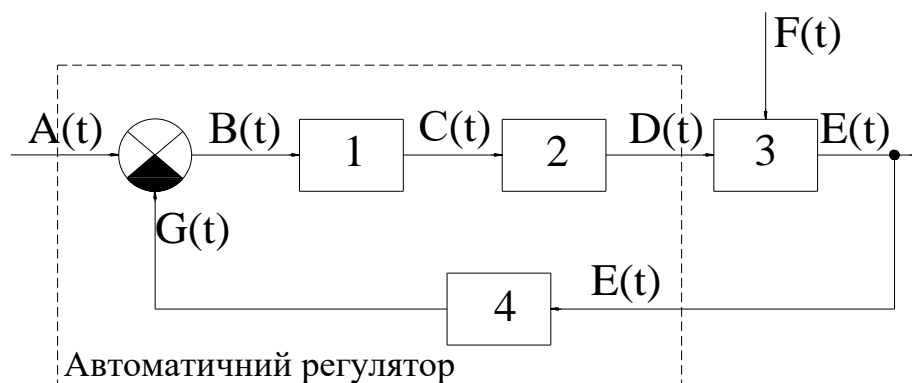 F(t)
A(t) B(t) 1 C(t) 2 D(t) 3 E(t)
G(t)
4 E(t)
Автоматичний регулятор